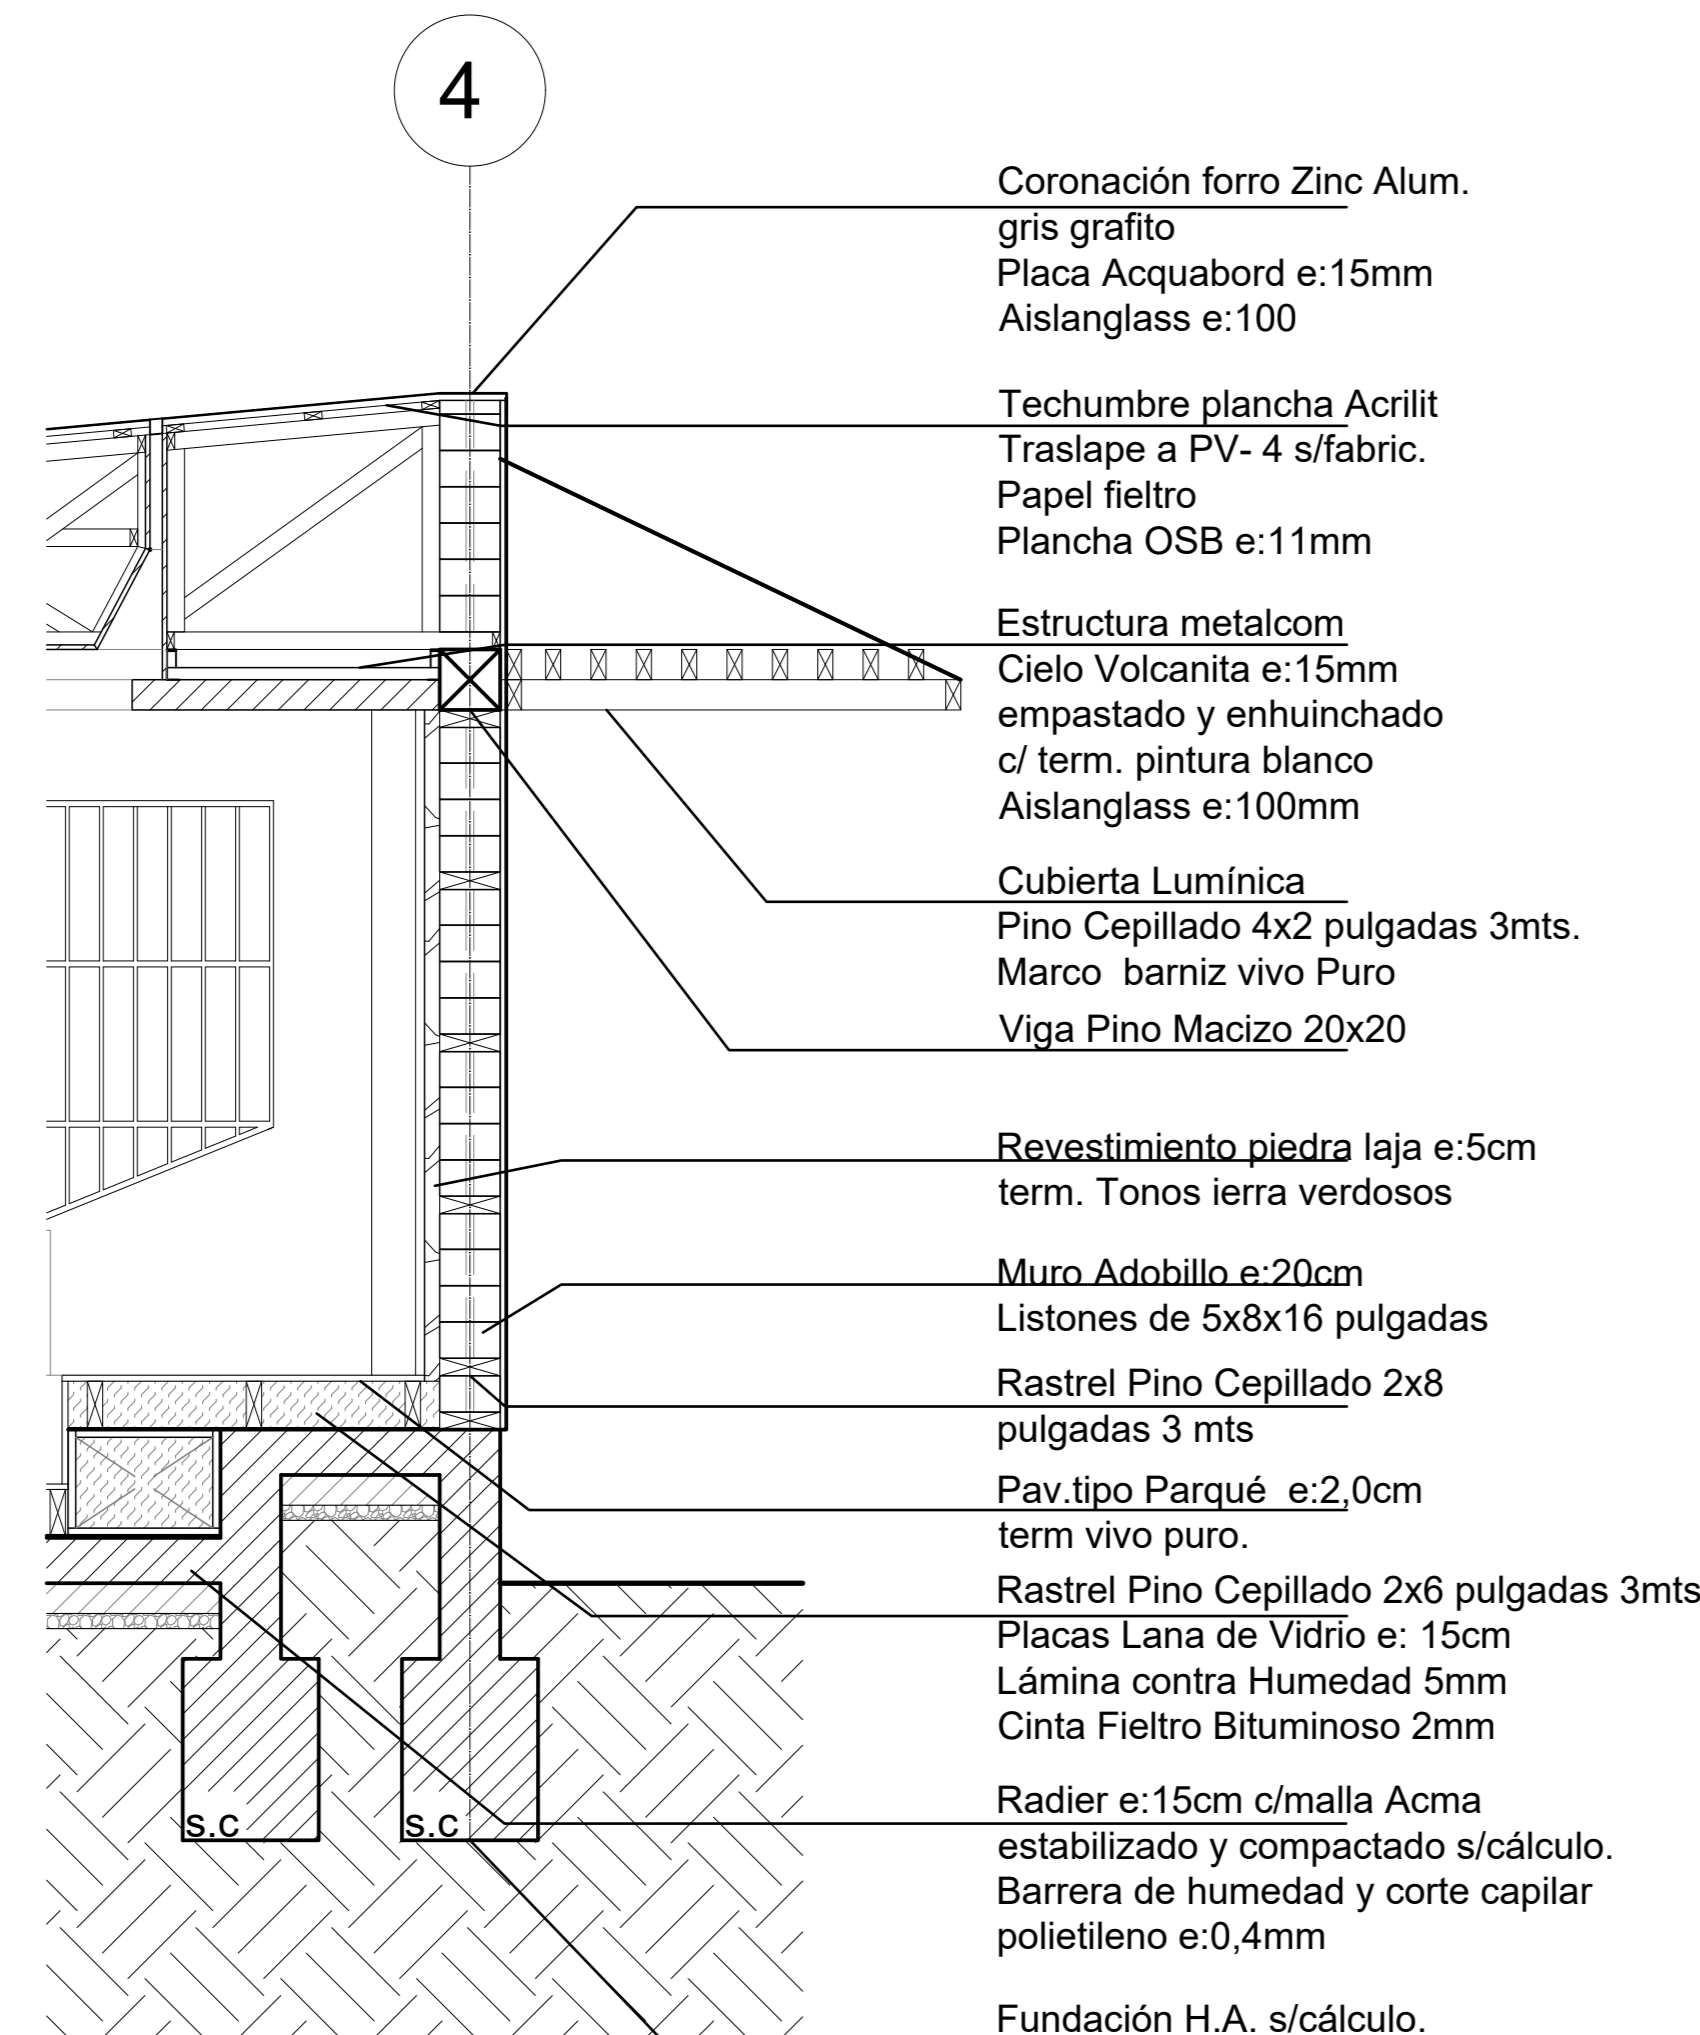 4
Coronación forro Zinc Alum.
gris grafito
Placa Acquabord e:15mm
Aislanglass e:100
Techumbre plancha Acrilit
Traslape a PV- 4 s/fabric.
Papel fieltro
Plancha OSB e:11mm
Estructura metalcom
Cielo Volcanita e:15mm
empastado y enhuinchado
c/ term. pintura blanco
Aislanglass e:100mm
Cubierta Lumínica
Pino Cepillado 4x2 pulgadas 3mts.
Marco  barniz vivo Puro
Viga Pino Macizo 20x20
Revestimiento piedra laja e:5cm
term. Tonos ierra verdosos
Muro Adobillo e:20cm
Listones de 5x8x16 pulgadas
Rastrel Pino Cepillado 2x8
pulgadas 3 mts
Pav.tipo Parqué  e:2,0cm
term vivo puro.
Rastrel Pino Cepillado 2x6 pulgadas 3mts
Placas Lana de Vidrio e: 15cm
Lámina contra Humedad 5mm
Cinta Fieltro Bituminoso 2mm
Radier e:15cm c/malla Acma
estabilizado y compactado s/cálculo.
Barrera de humedad y corte capilar
polietileno e:0,4mm
s.c
s.c
Fundación H.A. s/cálculo.